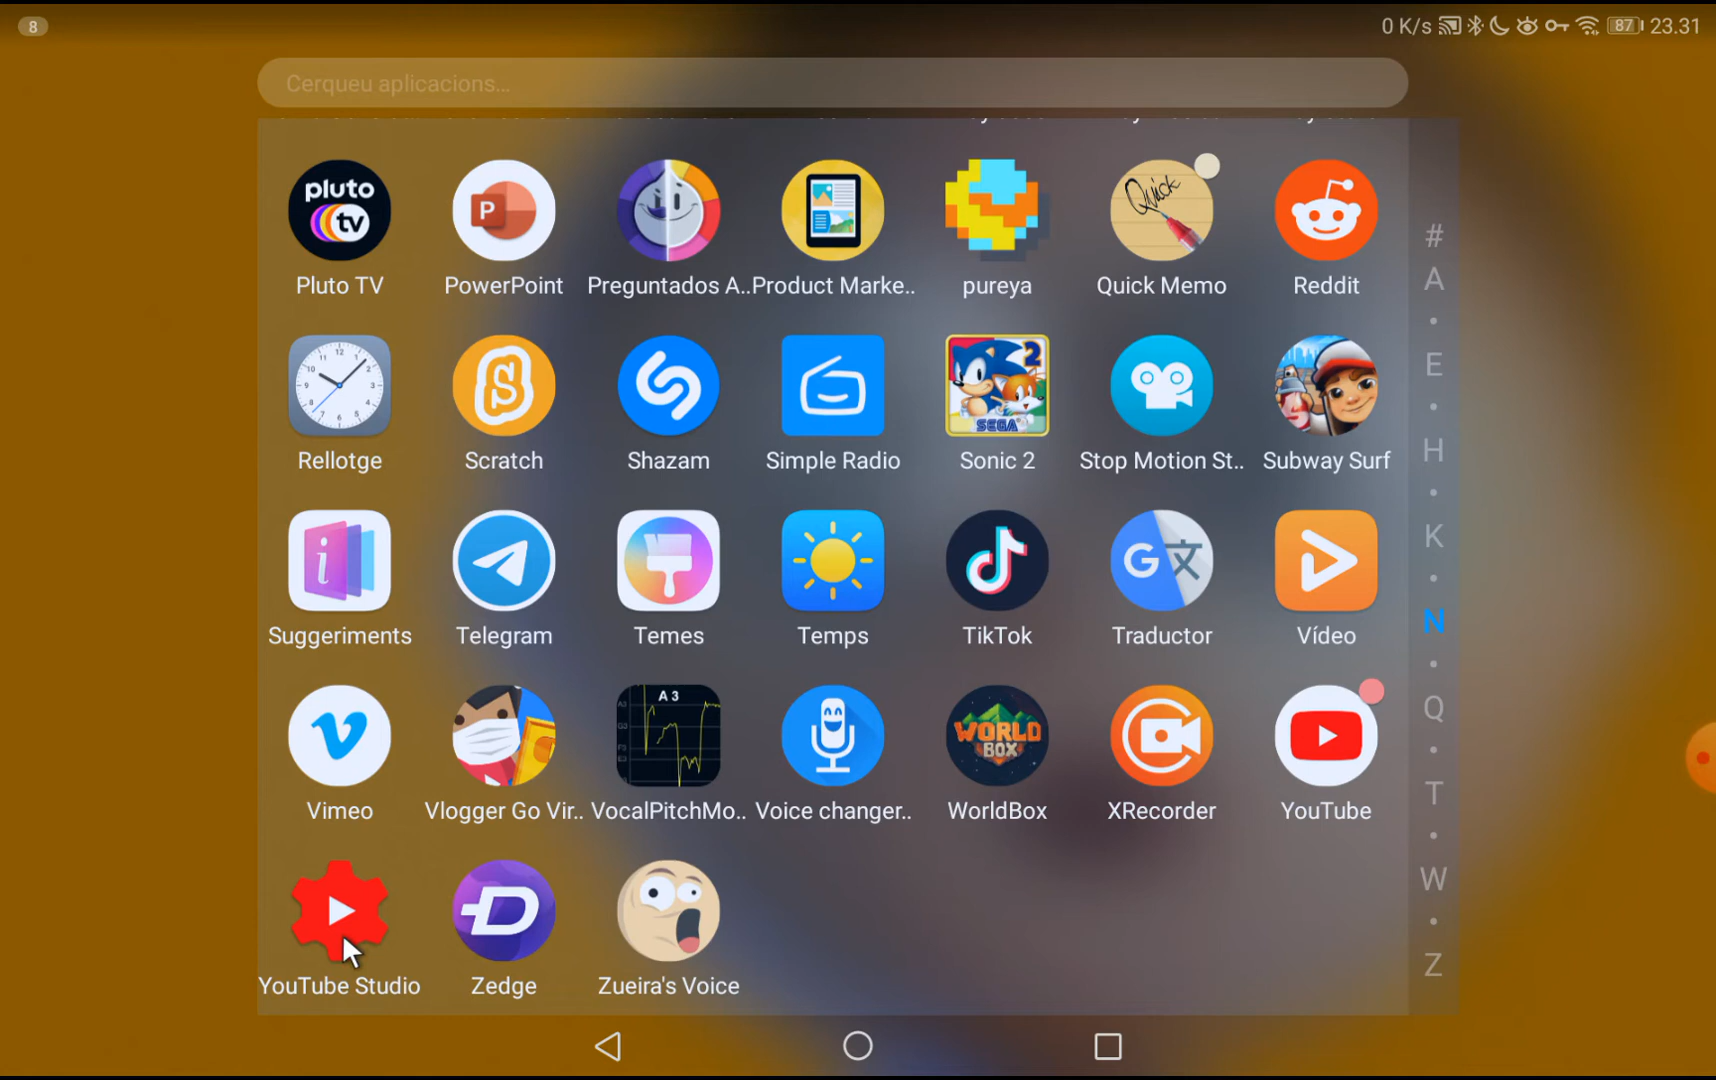 8
0 K/s 87 23.31
Cerqueu aplicacions...
pluto
tv
P
Quick
Pluto TV
PowerPoint
Preguntados A..
Product Marke..
pureya
Quick Memo
Reddit
S
2
SEGA
Rellotge
Scratch
Shazam
Simple Radio
Sonic 2
Stop Motion St..
Subway Surf
i
G 文
Suggeriments
Telegram
Temes
Temps
TikTok
Traductor
Vídeo
A 3
WORLD
BOX
Vimeo
Vlogger Go Vir..
VocalPitchMo..
Voice changer..
WorldBox
XRecorder
YouTube
YouTube Studio
Zedge
Zueira's Voice
#
A
E
H
K
N
Q
T
W
Z